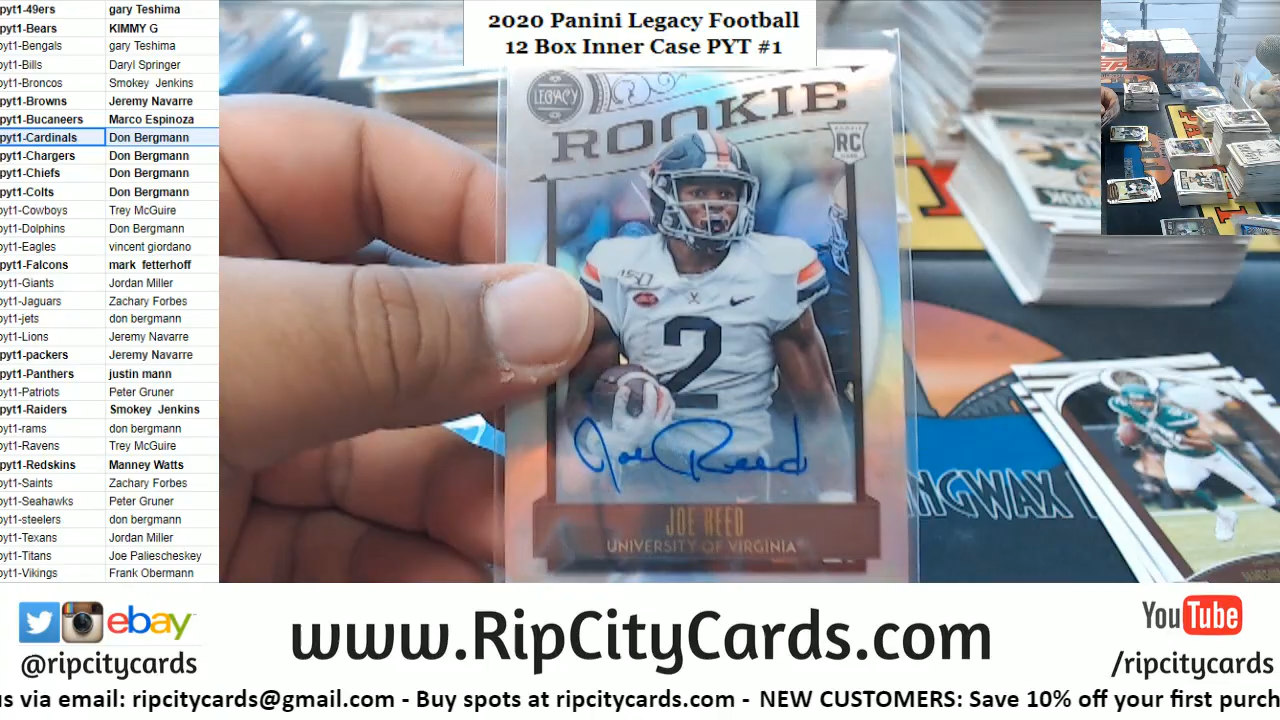 pyt1-49ers gary Teshima
pyt1-Bears KIMMY G
pyt1-Bengals gary Teshima
pyt1-Bills Daryl Springer
pyt1-Broncos Smokey Jenkins
pyt1-Browns Jeremy Navarre
pyt1-Bucaneers Marco Espinoza
pyt1-Cardinals Don Bergmann
pyt1-Chargers Don Bergmann
pyt1-Chiefs Don Bergmann
pyt1-Colts Don Bergmann
pyt1-Cowboys Trey McGuire
pyt1-Dolphins Don Bergmann
pyt1-Eagles vincent giordano
pyt1-Falcons mark fetterhoff
pyt1-Giants Jordan Miller
pyt1-Jaguars Zachary Forbes
pyt1-jets don bergmann
pyt1-Lions Jeremy Navarre
pyt1-packers Jeremy Navarre
pyt1-Panthers justin mann
pyt1-Patriots Peter Gruner
pyt1-Raiders Smokey Jenkins
pyt1-rams don bergmann
pyt1-Ravens Trey McGuire
pyt1-Redskins Manney Watts
pyt1-Saints Zachary Forbes
pyt1-Seahawks Peter Gruner
pyt1-steelers don bergmann
pyt1-Texans Jordan Miller
pyt1-Titans Joe Paliescheskey
pyt1-Vikings Frank Obermann
2020 Panini Legacy Football
12 Box Inner Case PYT #1
LEGACY
ROOKIE
RC
150
2
Joe Reed
JOE REED
UNIVERSITY OF VIRGINIA
NGWAX
ebay
@ripcitycards
www.RipCityCards.com
YouTube
/ripcitycards
us via email: ripcitycards@gmail.com - Buy spots at ripcitycards.com - NEW CUSTOMERS: Save 10% off your first purch